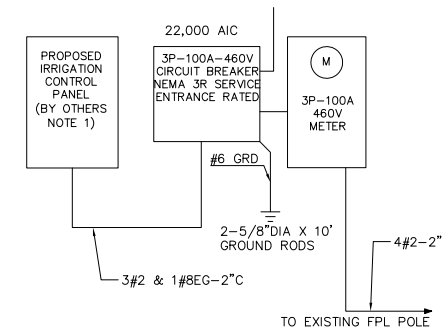 22,000 AIC
PROPOSED
IRRIGATION
CONTROL
PANEL
(BY OTHERS
NOTE 1)
3P-100A-460V
CIRCUIT BREAKER
NEMA 3R SERVICE
ENTRANCE RATED
M
3P-100A
460V
METER
#6 GRD
2-5/8"DIA X 10'
GROUND RODS
4#2-2"
3#2 & 1#8EG-2"C
TO EXISTING FPL POLE